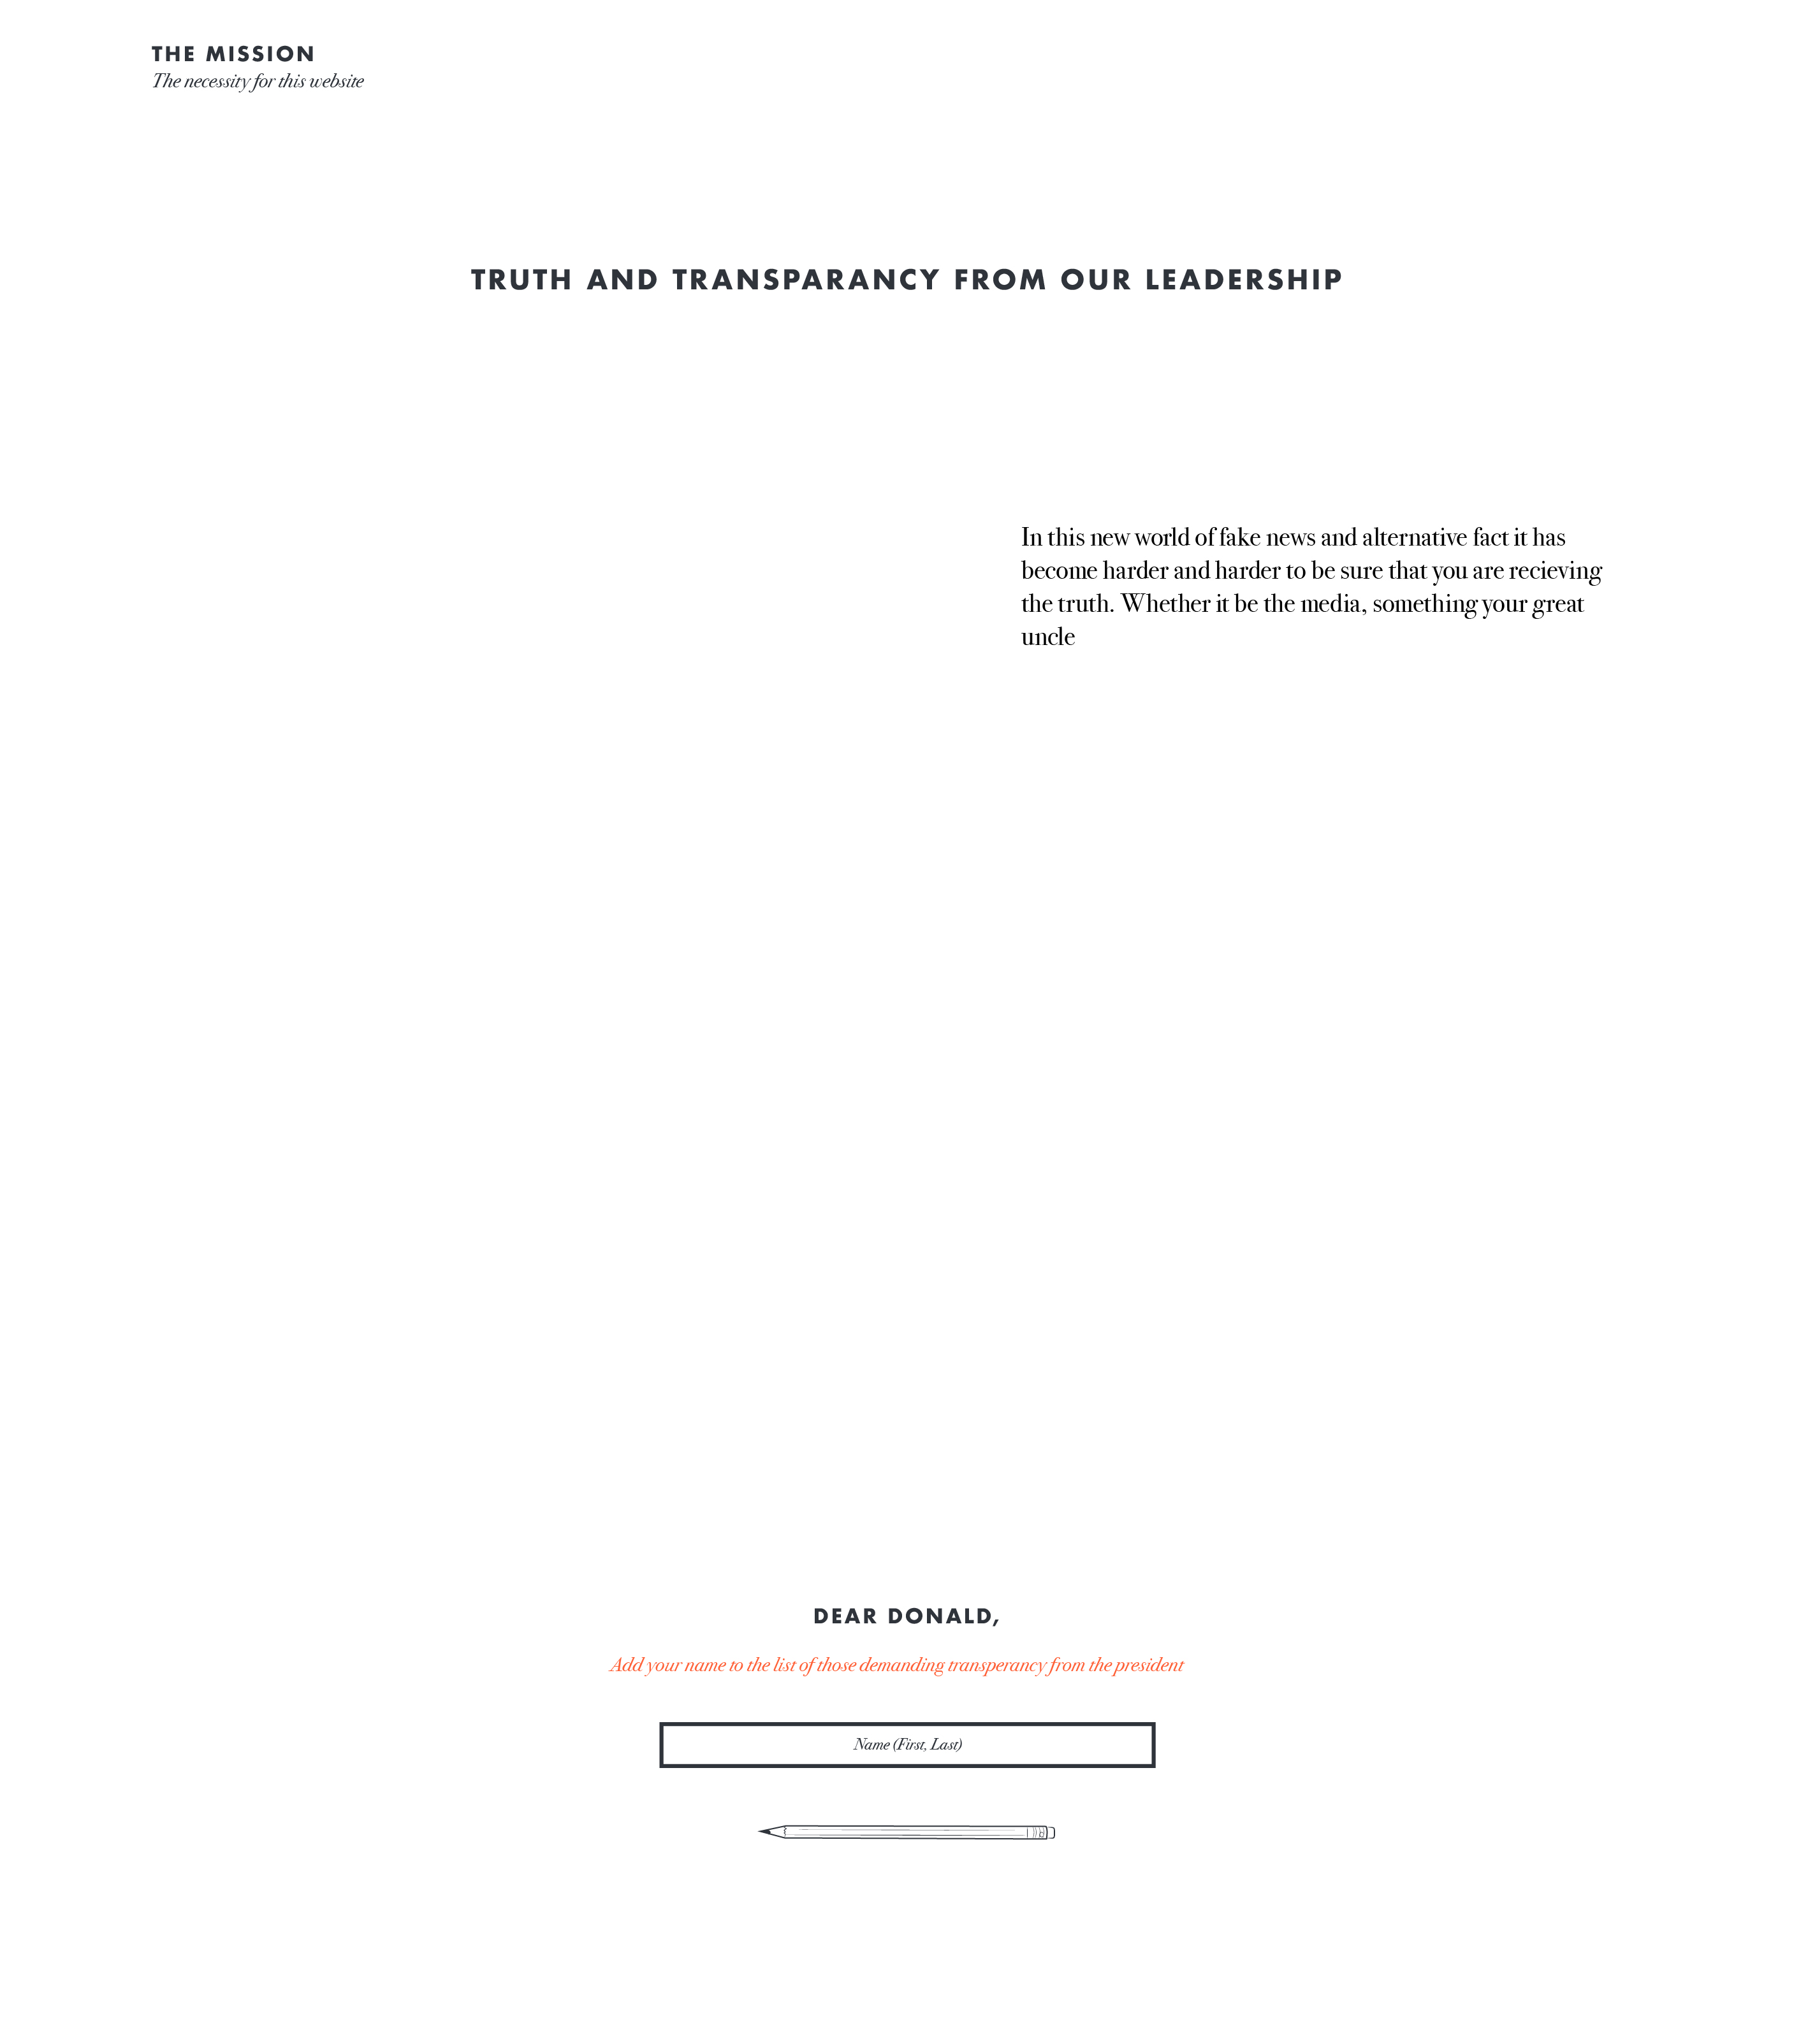 THE MISSION
The necessity for this website
TRUTH AND TRANSPARANCY FROM OUR LEADERSHIP
In this new world of fake news and alternative fact it has
become harder and harder to be sure that you are recieving
the truth. Whether it be the media, something your great
uncle
DEAR DONALD,
Add your name to the list of those demanding transperancy from the president
Name (First, Last)